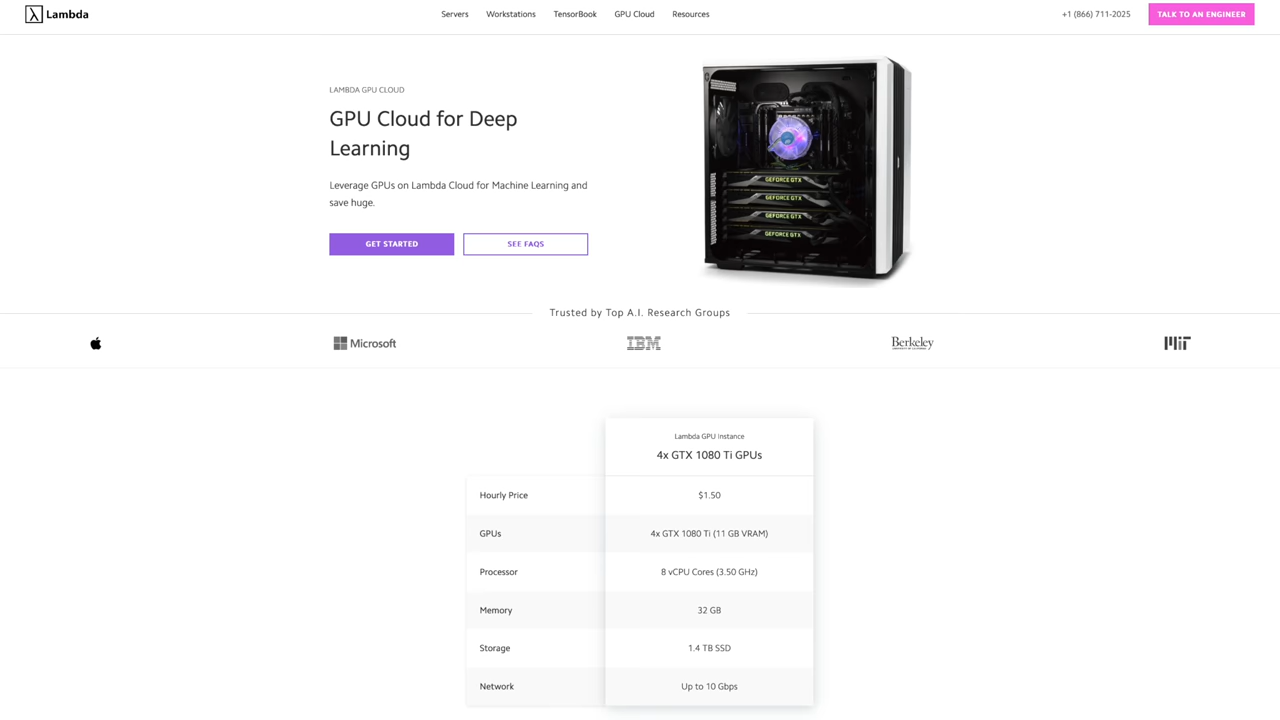 Lambda
Servers Workstations TensorBook GPU Cloud Resources
+1 (866) 711-2025
TALK TO AN ENGINEER
LAMBDA GPU CLOUD
GPU Cloud for Deep
Learning
Leverage GPUs on Lambda Cloud for Machine Learning and
save huge.
GET STARTED
SEE FAQS
GEFORCE GTX
GEFORCE GTX
GEFORCE GTX
GEFORCE GTX
Trusted by Top A.I. Research Groups
Microsoft
IBM
Berkeley
MIT
Lambda GPU Instance
4x GTX 1080 Ti GPUs
Hourly Price $1.50
GPUs 4x GTX 1080 Ti (11 GB VRAM)
Processor 8 vCPU Cores (3.50 GHz)
Memory 32 GB
Storage 1.4 TB SSD
Network Up to 10 Gbps